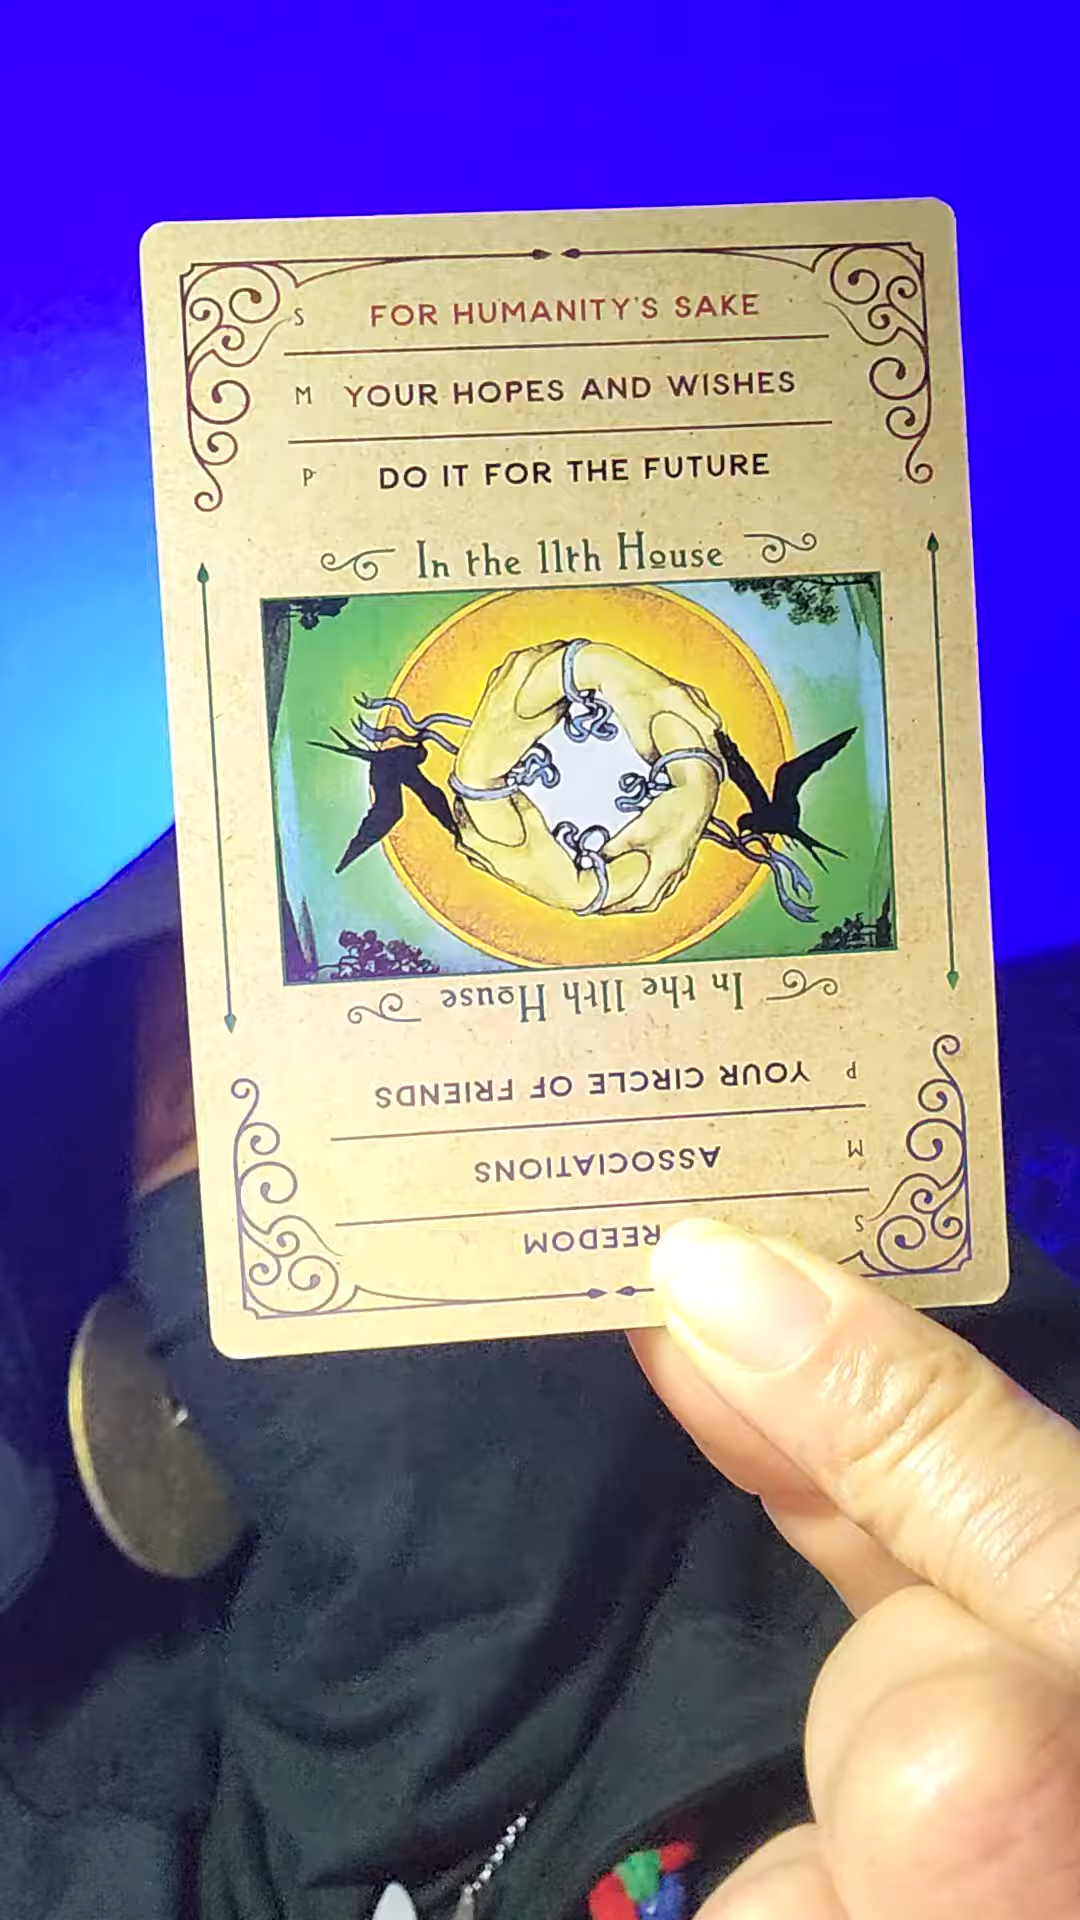 S FOR HUMANITY'S SAKE
M YOUR HOPES AND WISHES
P DO IT FOR THE FUTURE
In the 11th House
In the 11th House
P YOUR CIRCLE OF FRIENDS
M ASSOCIATIONS
S REEDOM